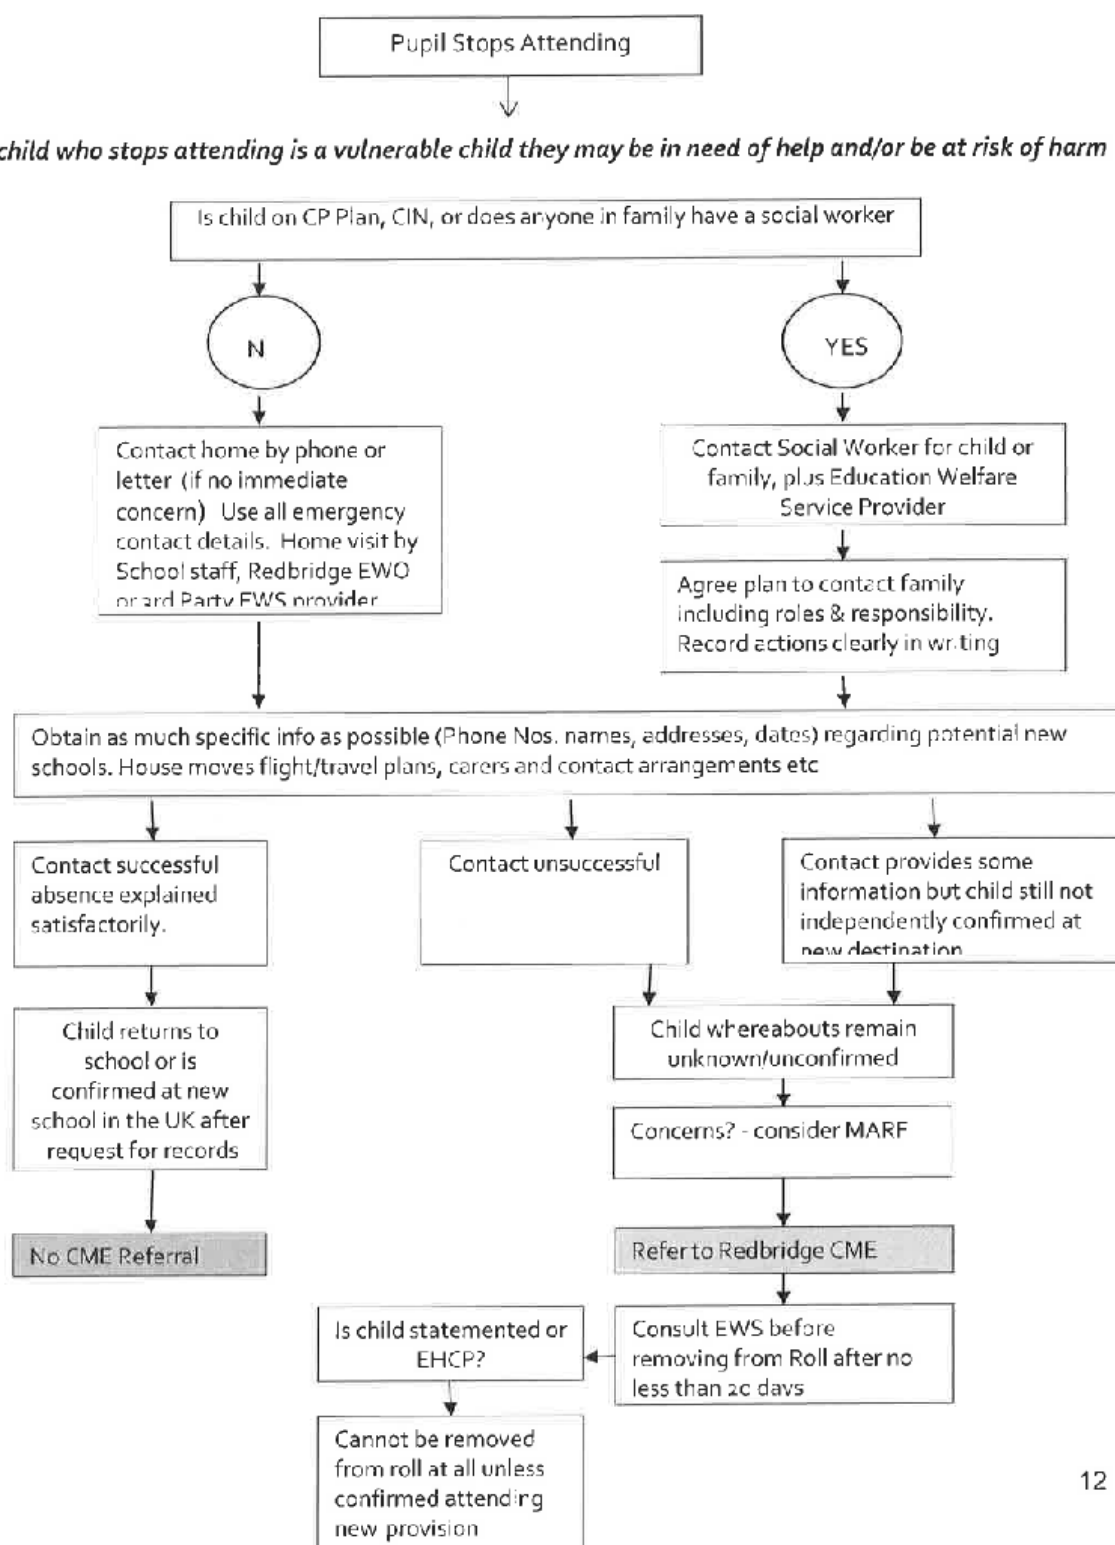 Pupil Stops Attending
child who stops attending is a vulnerable child they may be in need of help and/or be at risk of harm
Is child on CP Plan, CIN, or does anyone in family have a social worker
N
YES
Contact home by phone or
letter (if no immediate
concern) Use all emergency
contact details. Home visit by
School staff, Redbridge EWO
or 3rd Party EWS provider
Contact Social Worker for child or
family, plus Education Welfare
Service Provider
Agree plan to contact family
including roles & responsibility.
Record actions clearly in writing
Obtain as much specific info as possible (Phone Nos. names, addresses, dates) regarding potential new
schools. House moves flight/travel plans, carers and contact arrangements etc
Contact successful
absence explained
satisfactorily.
Contact unsuccessful
Contact provides some
information but child still not
independently confirmed at
new destination
Child returns to
school or is
confirmed at new
school in the UK after
request for records
Child whereabouts remain
unknown/unconfirmed
Concerns? - consider MARF
No CME Referral
Refer to Redbridge CME
Is child statemented or
EHCP?
Consult EWS before
removing from Roll after no
less than 20 days
Cannot be removed
from roll at all unless
confirmed attending
new provision
12